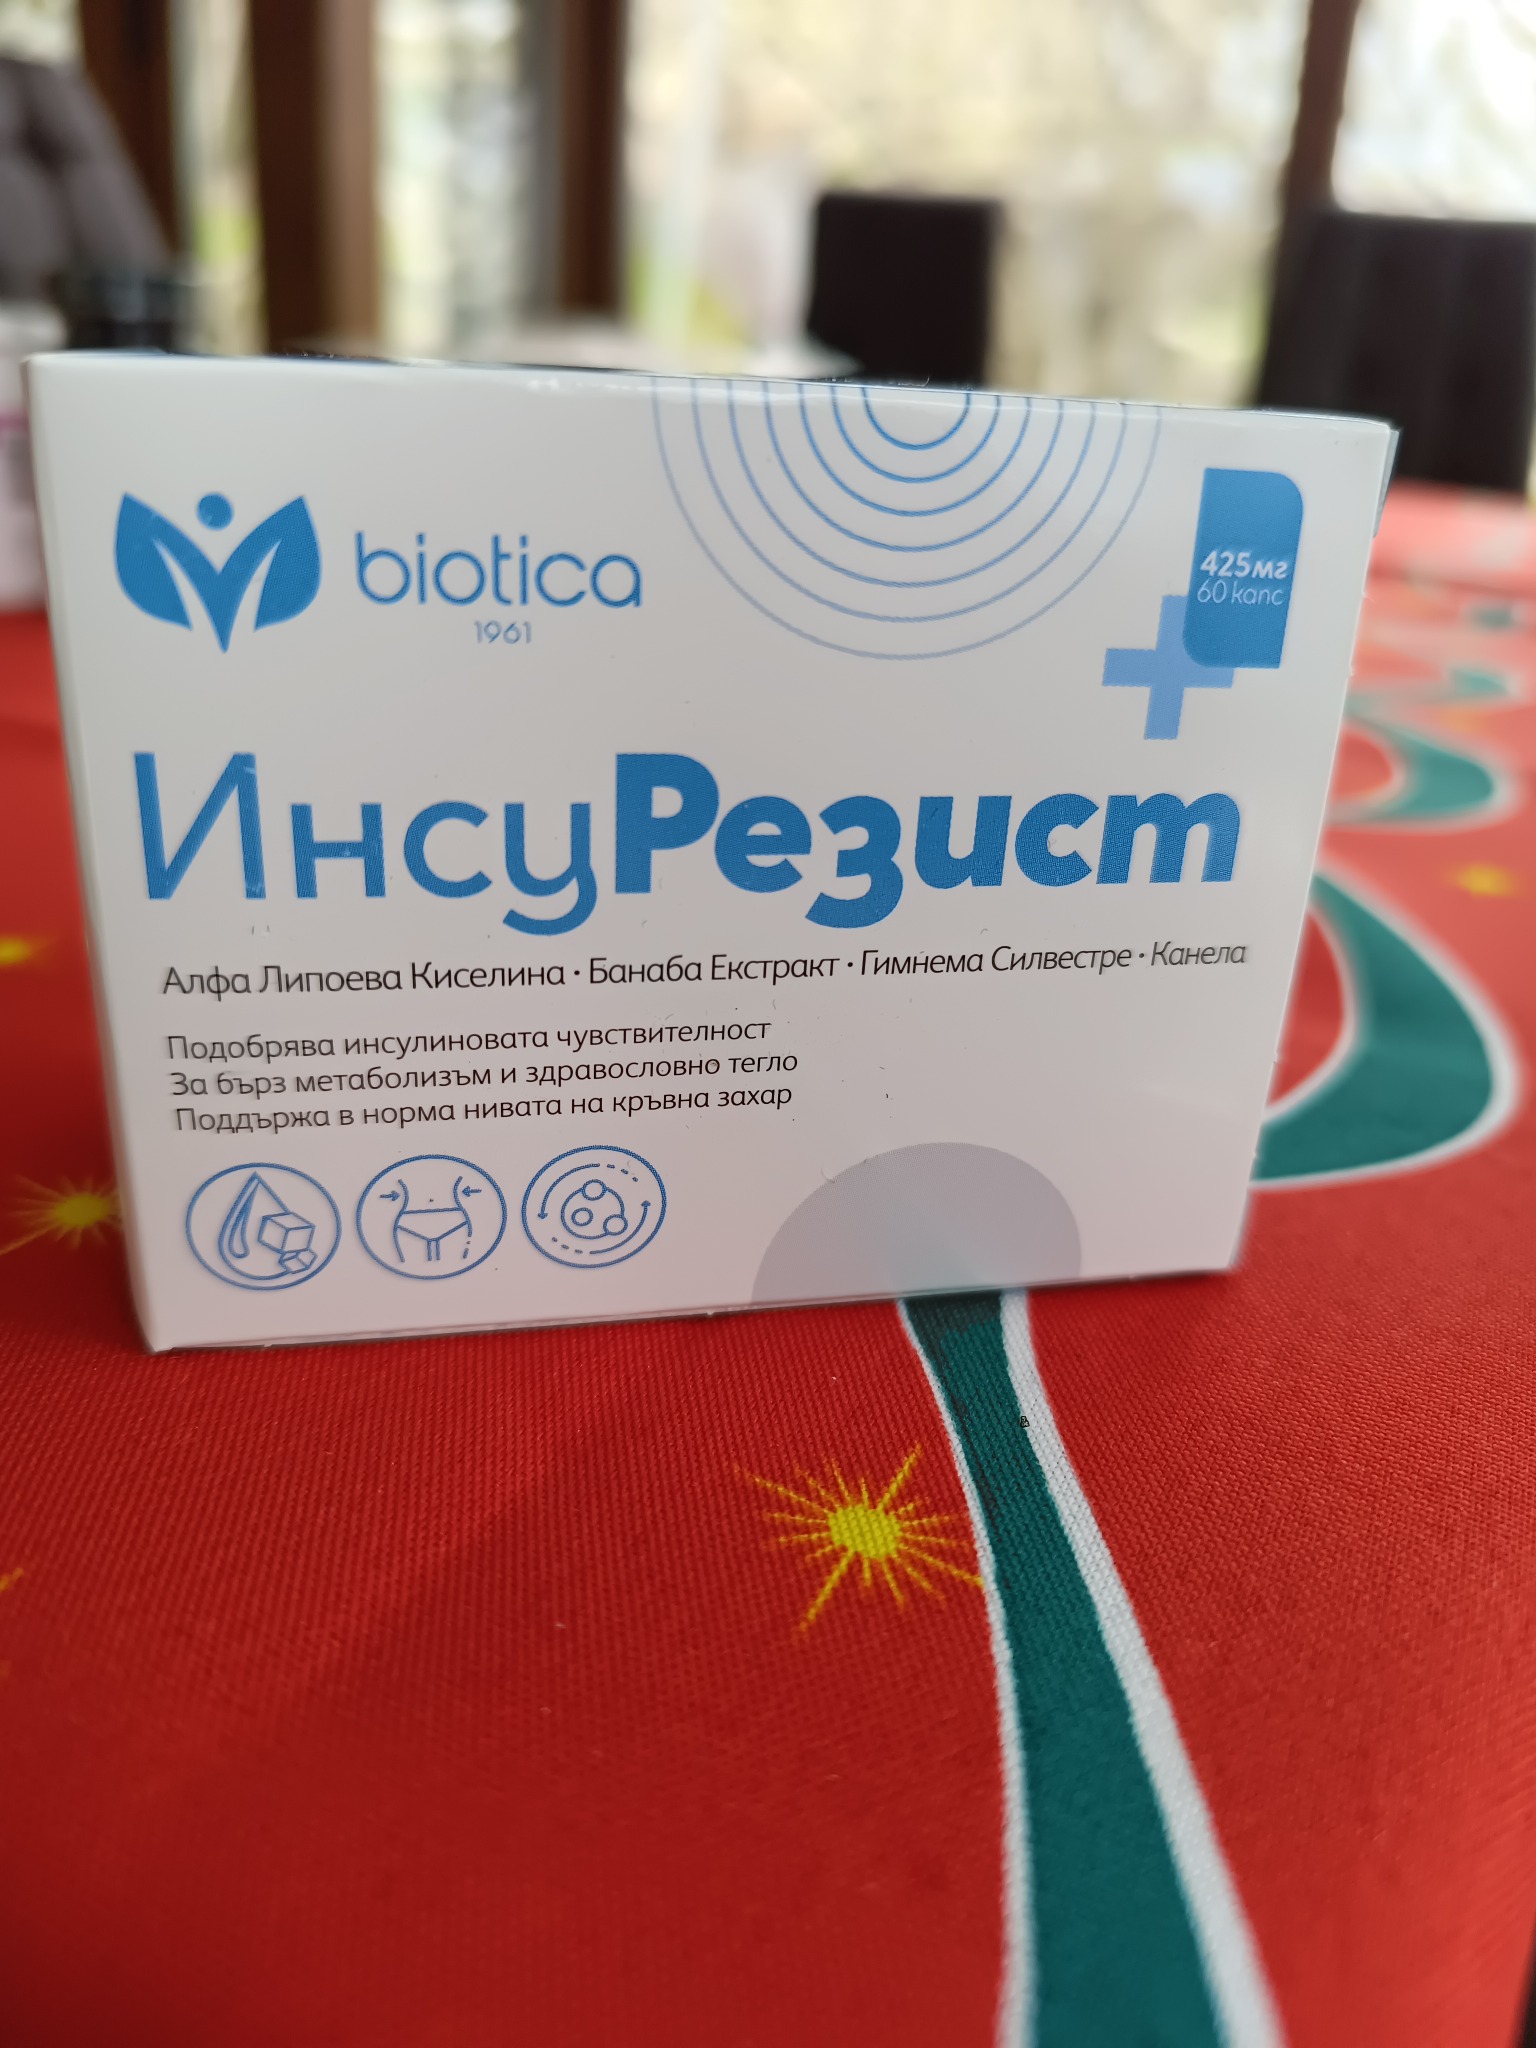 biotica
1961
425мг
60 капс
ИнсуРезист
Алфа Липоева Киселина • Банаба Екстракт • Гимнема Силвестре • Канела
Подобрява инсулиновата чувствителност
За бърз метаболизъм и здравословно тегло
Поддържа в норма нивата на кръвна захар